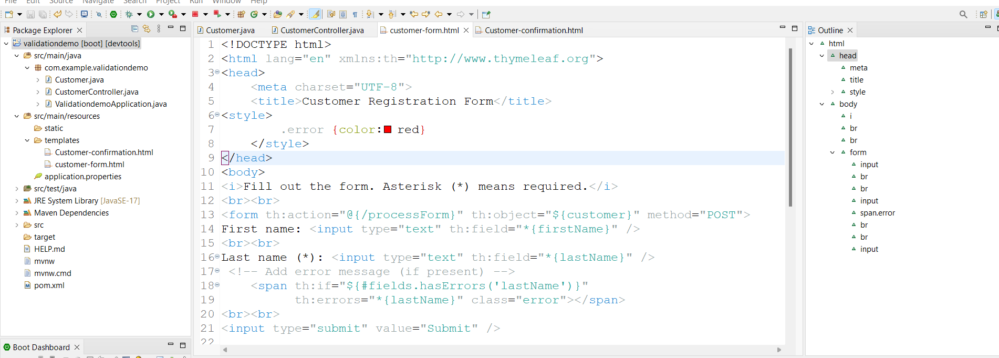 File Edit Source Navigate Search Project Run Window Help
Package Explorer
validationdemo [boot] [devtools]
src/main/java
com.example.validationdemo
Customer.java
CustomerController.java
ValidationdemoApplication.java
src/main/resources
static
templates
Customer-confirmation.html
customer-form.html
application.properties
src/test/java
JRE System Library [JavaSE-17]
Maven Dependencies
src
target
HELP.md
mvnw
mvnw.cmd
pom.xml
Boot Dashboard
Customer.java CustomerController.java customer-form.html Customer-confirmation.html
1 <!DOCTYPE html>
2 <html lang="en" xmlns:th="http://www.thymeleaf.org">
3 <head>
4 <meta charset="UTF-8">
5 <title>Customer Registration Form</title>
6 <style>
7 .error {color: red}
8 </style>
9 </head>
10 <body>
11 <i>Fill out the form. Asterisk (*) means required.</i>
12 <br><br>
13 <form th:action="@{/processForm}" th:object="${customer}" method="POST">
14 First name: <input type="text" th:field="*{firstName}" />
15 <br><br>
16 Last name (*): <input type="text" th:field="*{lastName}" />
17 <!-- Add error message (if present) -->
18 <span th:if="${#fields.hasErrors('lastName')}"
19 th:errors="*{lastName}" class="error"></span>
20 <br><br>
21 <input type="submit" value="Submit" />
22
Outline
html
head
meta
title
style
body
i
br
br
form
input
br
br
input
span.error
br
br
input